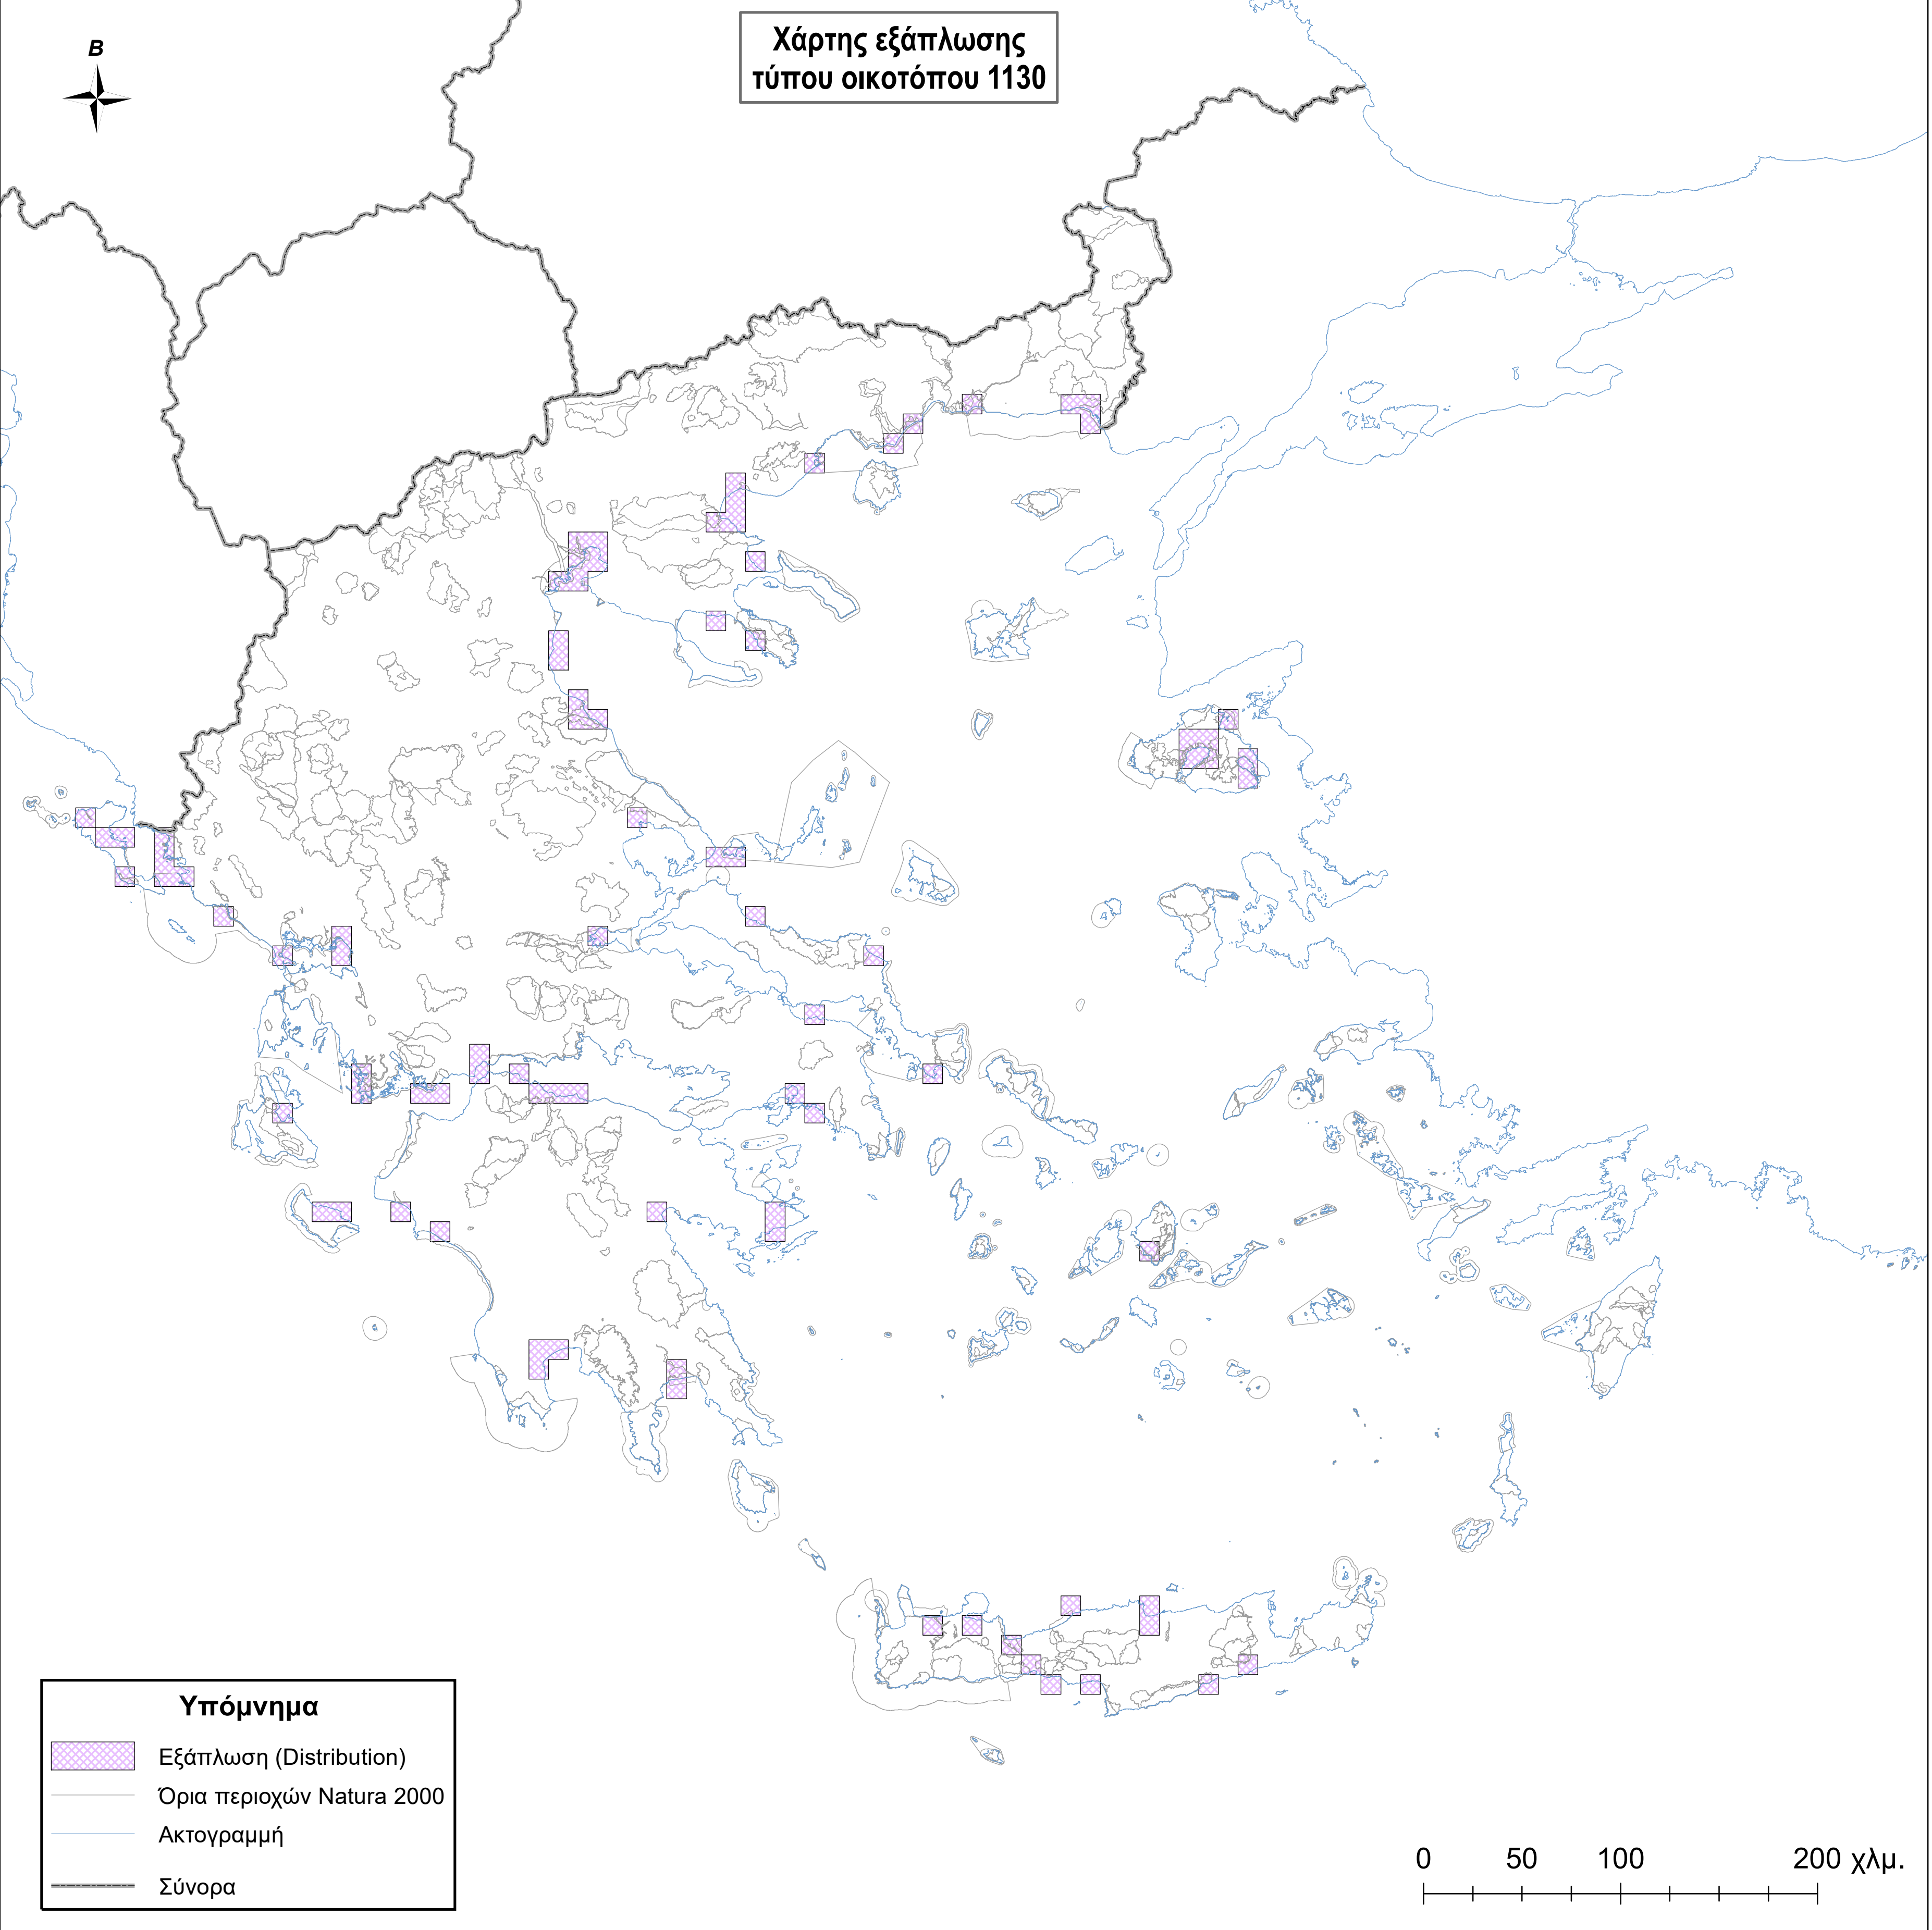 B
Χάρτης εξάπλωσης
τύπου οικοτόπου 1130
Υπόμνημα
Εξάπλωση (Distribution)
Όρια περιοχών Natura 2000
Ακτογραμμή
Σύνορα
0 50 100 200 χλμ.